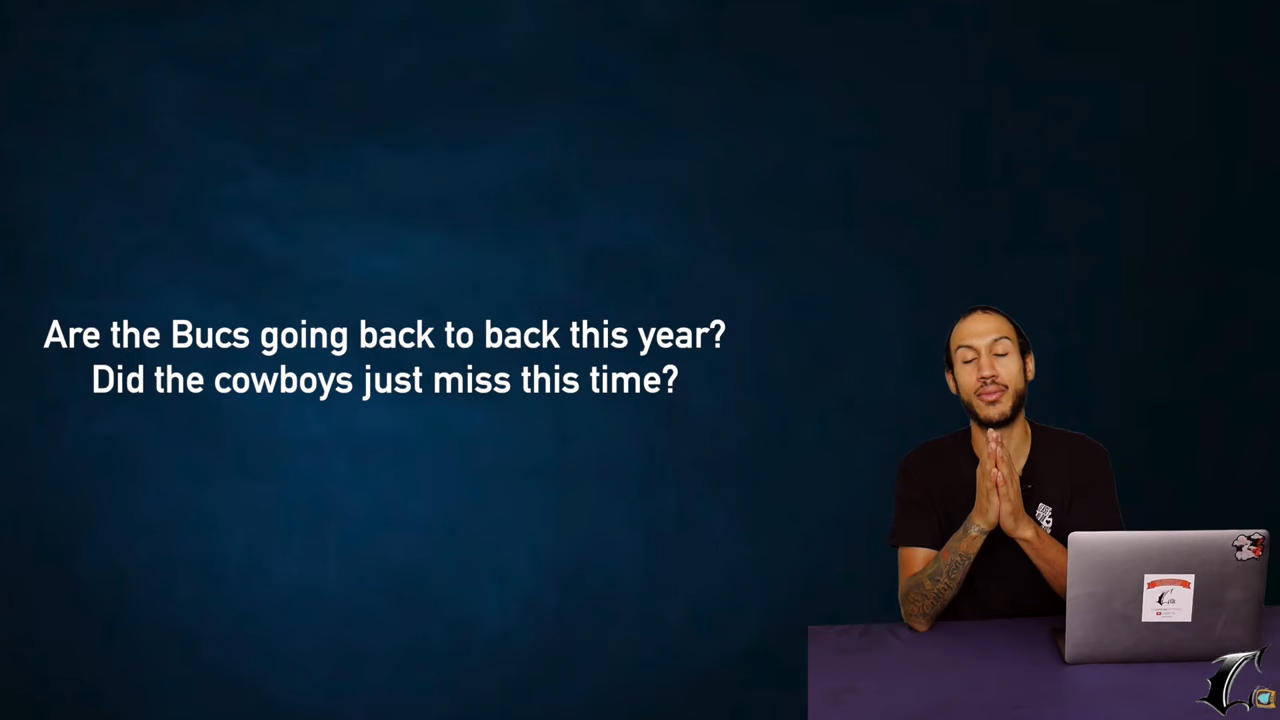 Are the Bucs going back to back this year?
Did the cowboys just miss this time?